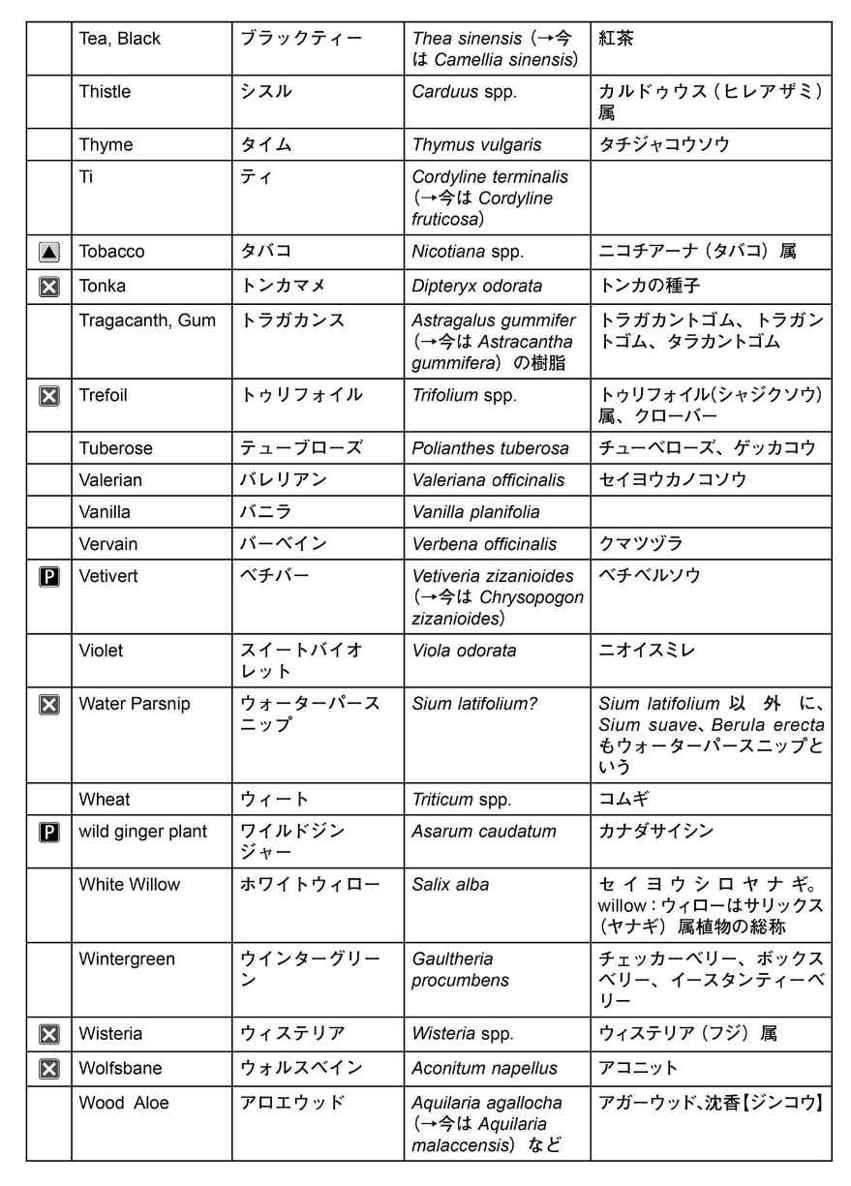 Tea, Black ブラックティー Thea sinensis（→今 紅茶
は Camellia sinensis）
Thistle シスル Carduus spp. カルドゥウス（ヒレアザミ）
属
Thyme タイム Thymus vulgaris タチジャコウソウ
Ti ティ Cordyline terminalis
（→今は Cordyline
fruticosa）
▲ Tobacco タバコ Nicotiana spp. ニコチアーナ（タバコ）属
☒ Tonka トンカマメ Dipteryx odorata トンカの種子
Tragacanth, Gum トラガカンス Astragalus gummifer トラガカントゴム、トラガン
（→今は Astracantha トゴム、タラカントゴム
gummifera）の樹脂
☒ Trefoil トゥリフォイル Trifolium spp. トゥリフォイル(シャジクソウ)
属、クローバー
Tuberose テューブローズ Polianthes tuberosa チューベローズ、ゲッカコウ
Valerian バレリアン Valeriana officinalis セイヨウカノコソウ
Vanilla バニラ Vanilla planifolia
Vervain バーベイン Verbena officinalis クマツヅラ
P Vetivert ベチバー Vetiveria zizanioides ベチベルソウ
（→今は Chrysopogon
zizanioides）
Violet スイートバイオ Viola odorata ニオイスミレ
レット
☒ Water Parsnip ウォーターパース Sium latifolium? Sium latifolium 以外に、
ニップ Sium suave、Berula erecta
もウォーターパースニップと
いう
Wheat ウィート Triticum spp. コムギ
P wild ginger plant ワイルドジン Asarum caudatum カナダサイシン
ジャー
White Willow ホワイトウィロー Salix alba セイヨウシロヤナギ。
willow：ウィローはサリックス
（ヤナギ）属植物の総称
Wintergreen ウインターグリー Gaultheria チェッカーベリー、ボックス
ン procumbens ベリー、イースタンティーベ
リー
☒ Wisteria ウィステリア Wisteria spp. ウィステリア（フジ）属
☒ Wolfsbane ウォルスベイン Aconitum napellus アコニット
Wood Aloe アロエウッド Aquilaria agallocha アガーウッド、沈香【ジンコウ】
（→今は Aquilaria
malaccensis）など